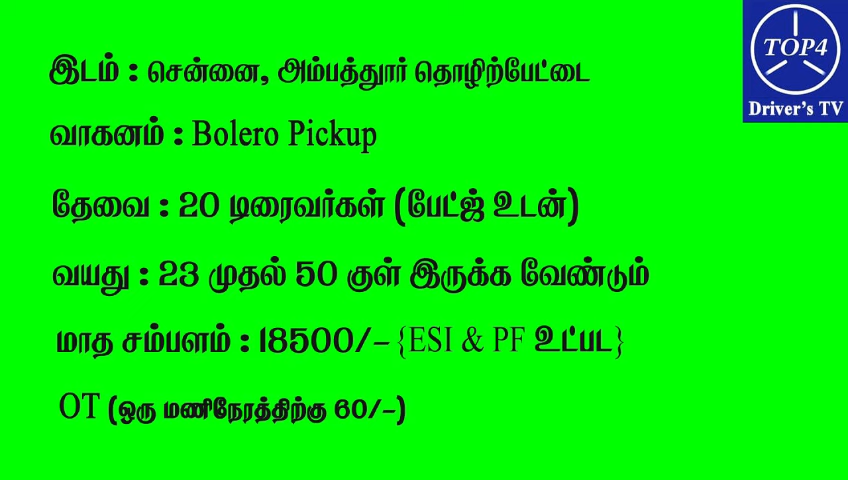 இடம் : சென்னை, அம்பத்தூர் தொழிற்பேட்டை
வாகனம் : Bolero Pickup
தேவை : 20 டிரைவர்கள் (பேட்ஜ் உடன்)
வயது : 23 முதல் 50 குள் இருக்க வேண்டும்
மாத சம்பளம் : 18500/- {ESI & PF உட்பட}
OT (ஒரு மணிநேரத்திற்கு 60/-)
TOP4
Driver's TV